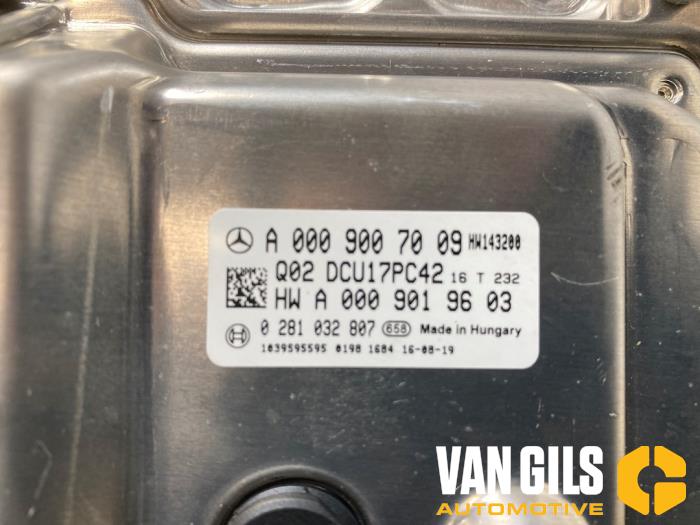 A 000 900 70 09 HW143200
Q02 DCU17PC42 16 T 232
HW A 000 901 96 03
0 281 032 807 658 Made in Hungary
1039595595 0198 1684 16-08-19
VAN GILS
AUTOMOTIVE